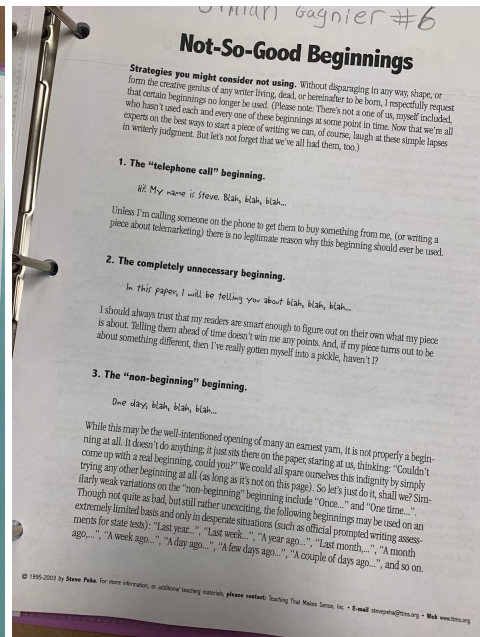 Gagnier #6
Not-So-Good Beginnings
Strategies you might consider not using. Without disparaging in any way, shape, or
form the creative genius of any writer living, dead, or hereinafter to be born, I respectfully request
that certain beginnings no longer be used. (Please note: There's not a one of us, myself included,
who hasn't used each and every one of these beginnings at some point in time. Now that we're all
experts on the best ways to start a piece of writing we can, of course, laugh at these simple lapses
in writerly judgment. But let's not forget that we've all had them, too.)
1. The "telephone call" beginning.
Hi! My name is Steve. Blah, blah, blah...
Unless I'm calling someone on the phone to get them to buy something from me, (or writing a
piece about telemarketing) there is no legitimate reason why this beginning should ever be used.
2. The completely unnecessary beginning.
In this paper, I will be telling you about blah, blah, blah...
I should always trust that my readers are smart enough to figure out on their own what my piece
is about. Telling them ahead of time doesn't win me any points. And, if my piece turns out to be
about something different, then I've really gotten myself into a pickle, haven't I?
3. The "non-beginning" beginning.
One day, blah, blah, blah...
While this may be the well-intentioned opening of many an earnest yarn, it is not properly a begin-
ning at all. It doesn't do anything; it just sits there on the paper, staring at us, thinking: "Couldn't
come up with a real beginning, could you?" We could all spare ourselves this indignity by simply
trying any other beginning at all (as long as it's not on this page). So let's just do it, shall we? Sim-
ilarly weak variations on the "non-beginning" beginning include "Once..." and "One time...".
Though not quite as bad, but still rather unexciting, the following beginnings may be used on an
extremely limited basis and only in desperate situations (such as official prompted writing assess-
ments for state tests): "Last year...", "Last week...", "A year ago...", "Last month,...", "A month
ago,...", "A week ago...", "A day ago...", "A few days ago...", "A couple of days ago...", and so on.
© 1995-2003 by Steve Peha. For more information, or additional teaching materials, please contact: Teaching That Makes Sense, Inc. • E-mail stevepeha@ttms.org • Web www.ttms.org